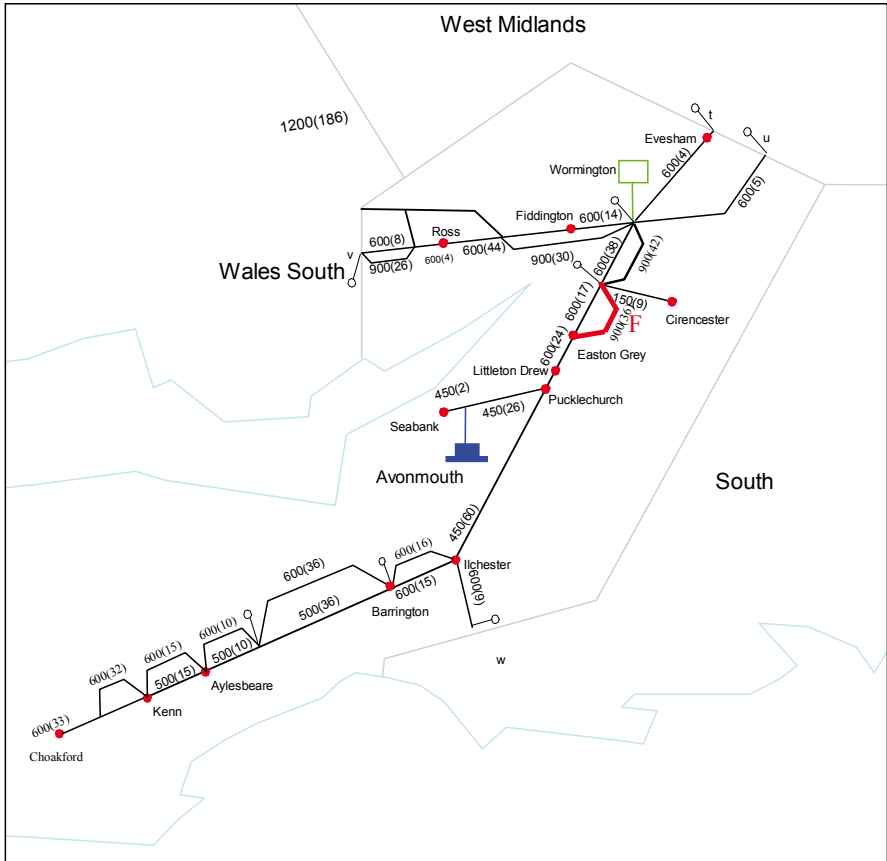 West Midlands
1200(186)
t
u
Evesham
600(4)
Wormington
600(5)
Fiddington
600(14)
Ross
600(8)
v
600(4)
600(44)
900(26)
900(30)
600(38)
900(42)
Wales South
600(17)
150(9)
900(36)
F
Cirencester
600(24)
Easton Grey
Littleton Drew
450(2)
Pucklechurch
450(26)
Seabank
Avonmouth
South
450(60)
600(16)
Ilchester
600(36)
600(15)
600(9)
Barrington
500(36)
600(10)
500(10)
w
600(15)
500(15)
Aylesbeare
600(32)
Kenn
600(33)
Choakford